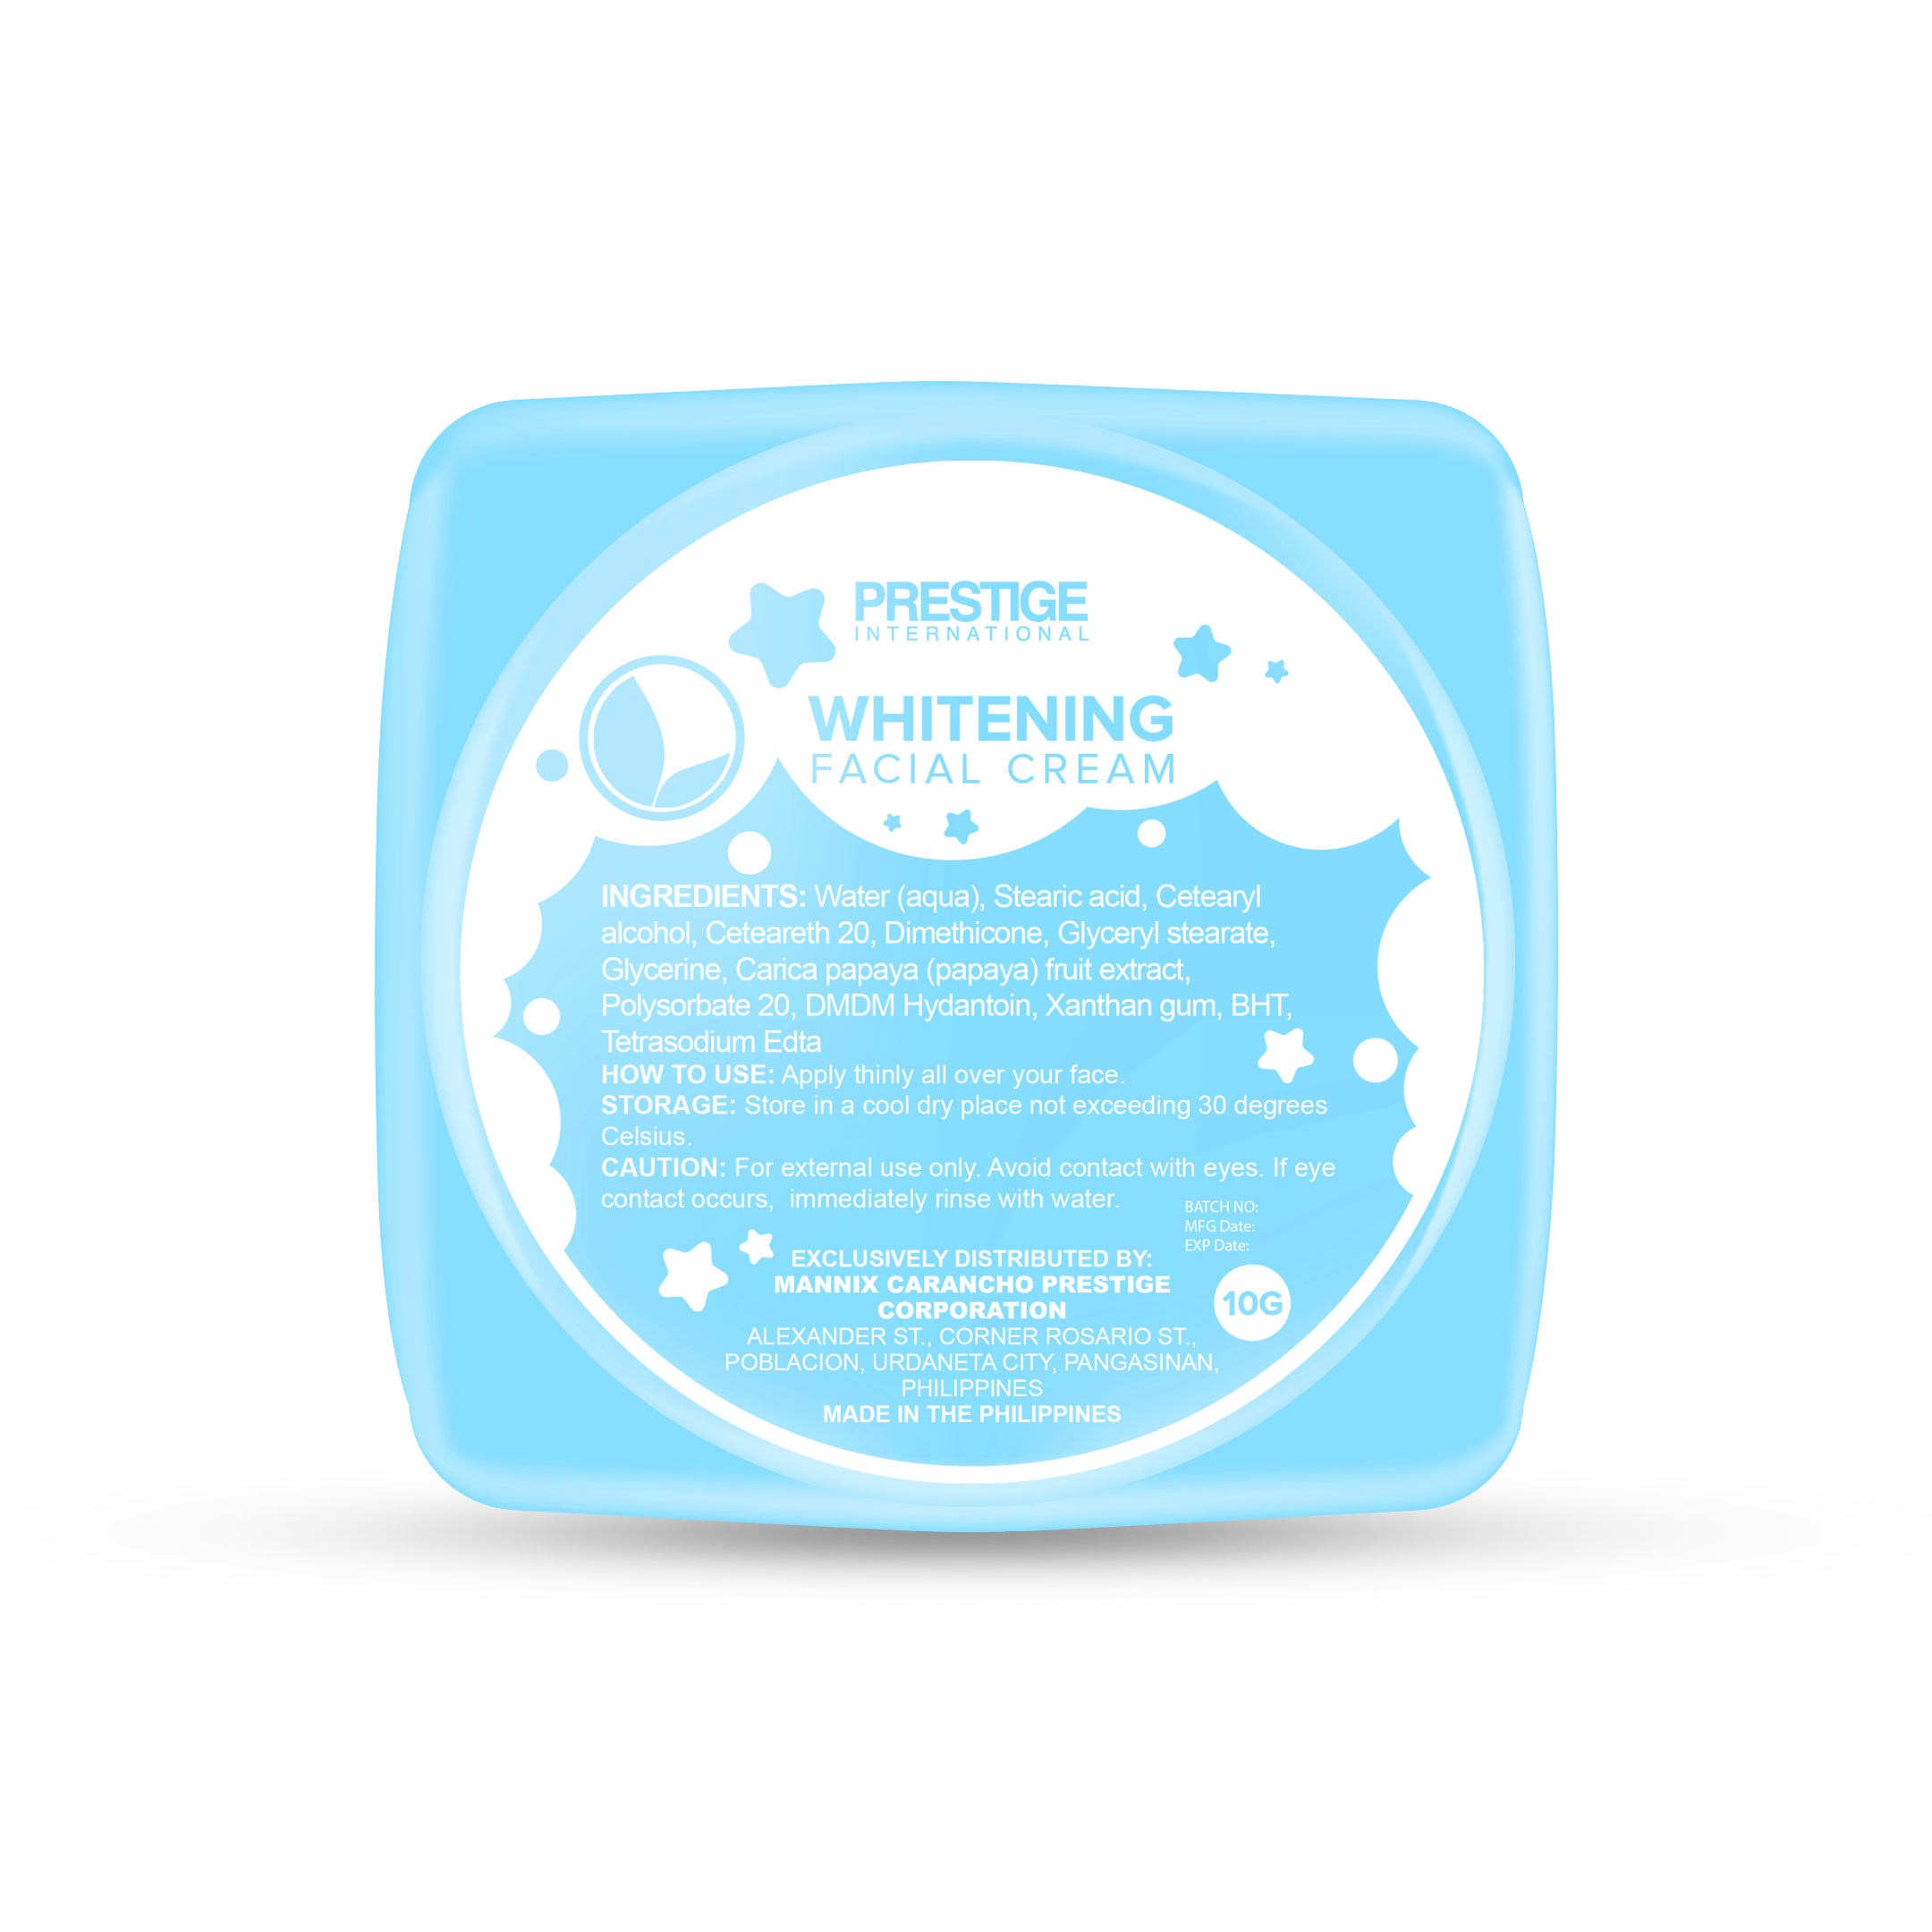 PRESTIGE
INTERNATIONAL
WHITENING
FACIAL CREAM
INGREDIENTS: Water (aqua), Stearic acid, Cetearyl
alcohol, Ceteareth 20, Dimethicone, Glyceryl stearate,
Glycerine, Carica papaya (papaya) fruit extract,
Polysorbate 20, DMDM Hydantoin, Xanthan gum, BHT,
Tetrasodium Edta
HOW TO USE: Apply thinly all over your face.
STORAGE: Store in a cool dry place not exceeding 30 degrees
Celsius.
CAUTION: For external use only. Avoid contact with eyes. If eye
contact occurs,  immediately rinse with water.
BATCH NO:
MFG Date:
EXP Date:
10G
EXCLUSIVELY DISTRIBUTED BY:
MANNIX CARANCHO PRESTIGE
CORPORATION
ALEXANDER ST., CORNER ROSARIO ST.,
POBLACION, URDANETA CITY, PANGASINAN,
PHILIPPINES
MADE IN THE PHILIPPINES